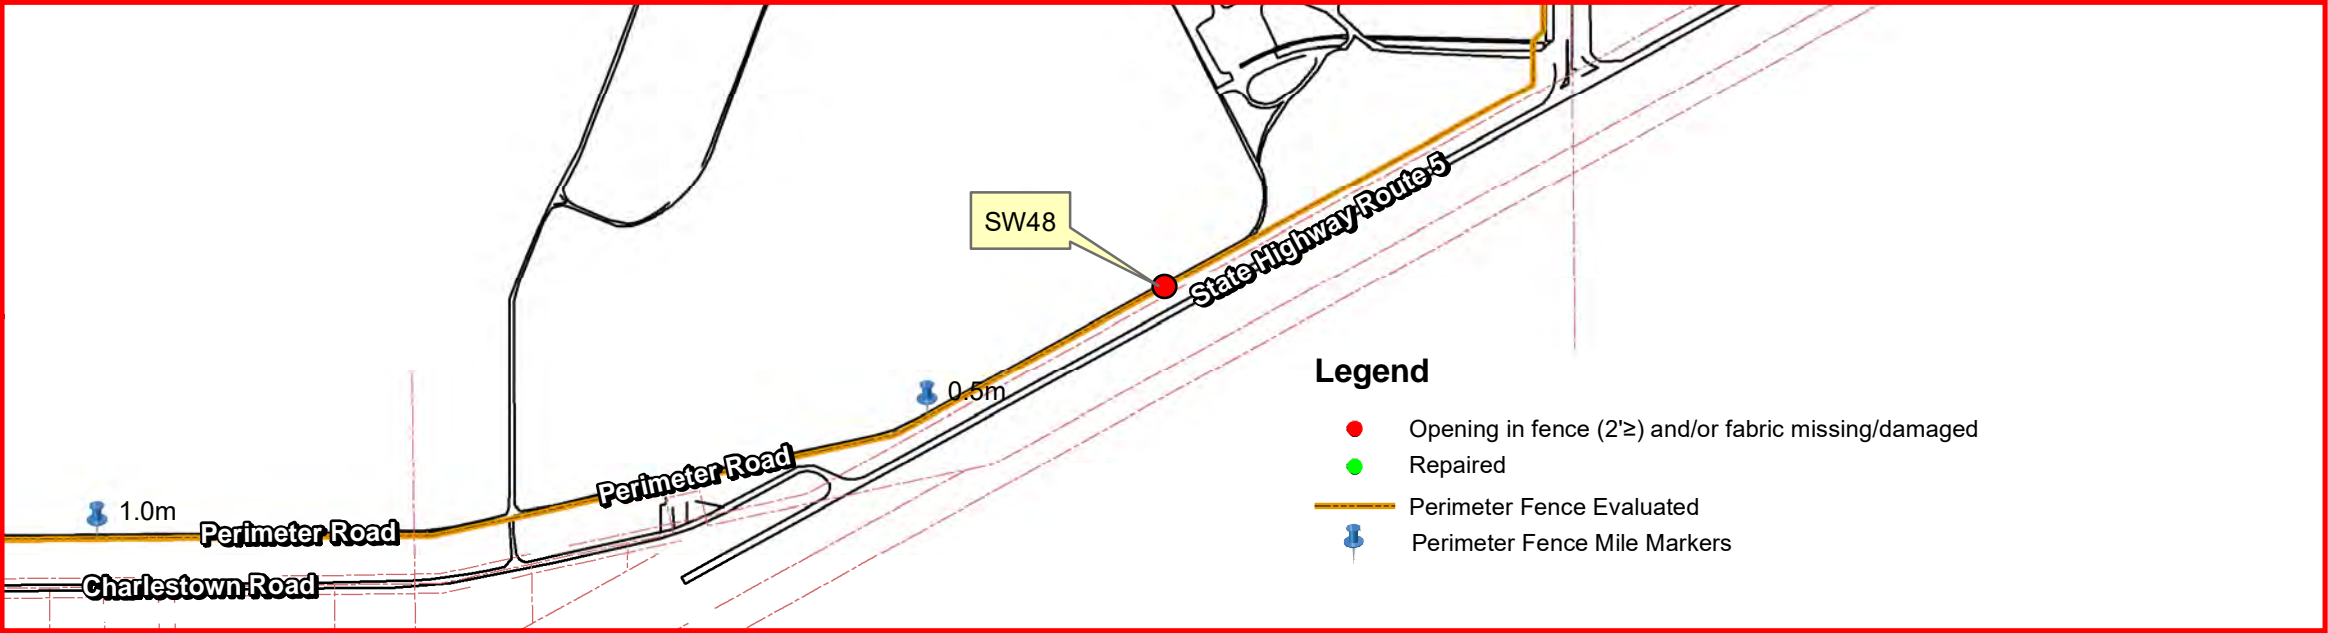 State Highway Route 5
SW48
0.5m
Perimeter Road
1.0m
Perimeter Road
Charlestown Road
Legend
Opening in fence (2'≥) and/or fabric missing/damaged
Repaired
Perimeter Fence Evaluated
Perimeter Fence Mile Markers